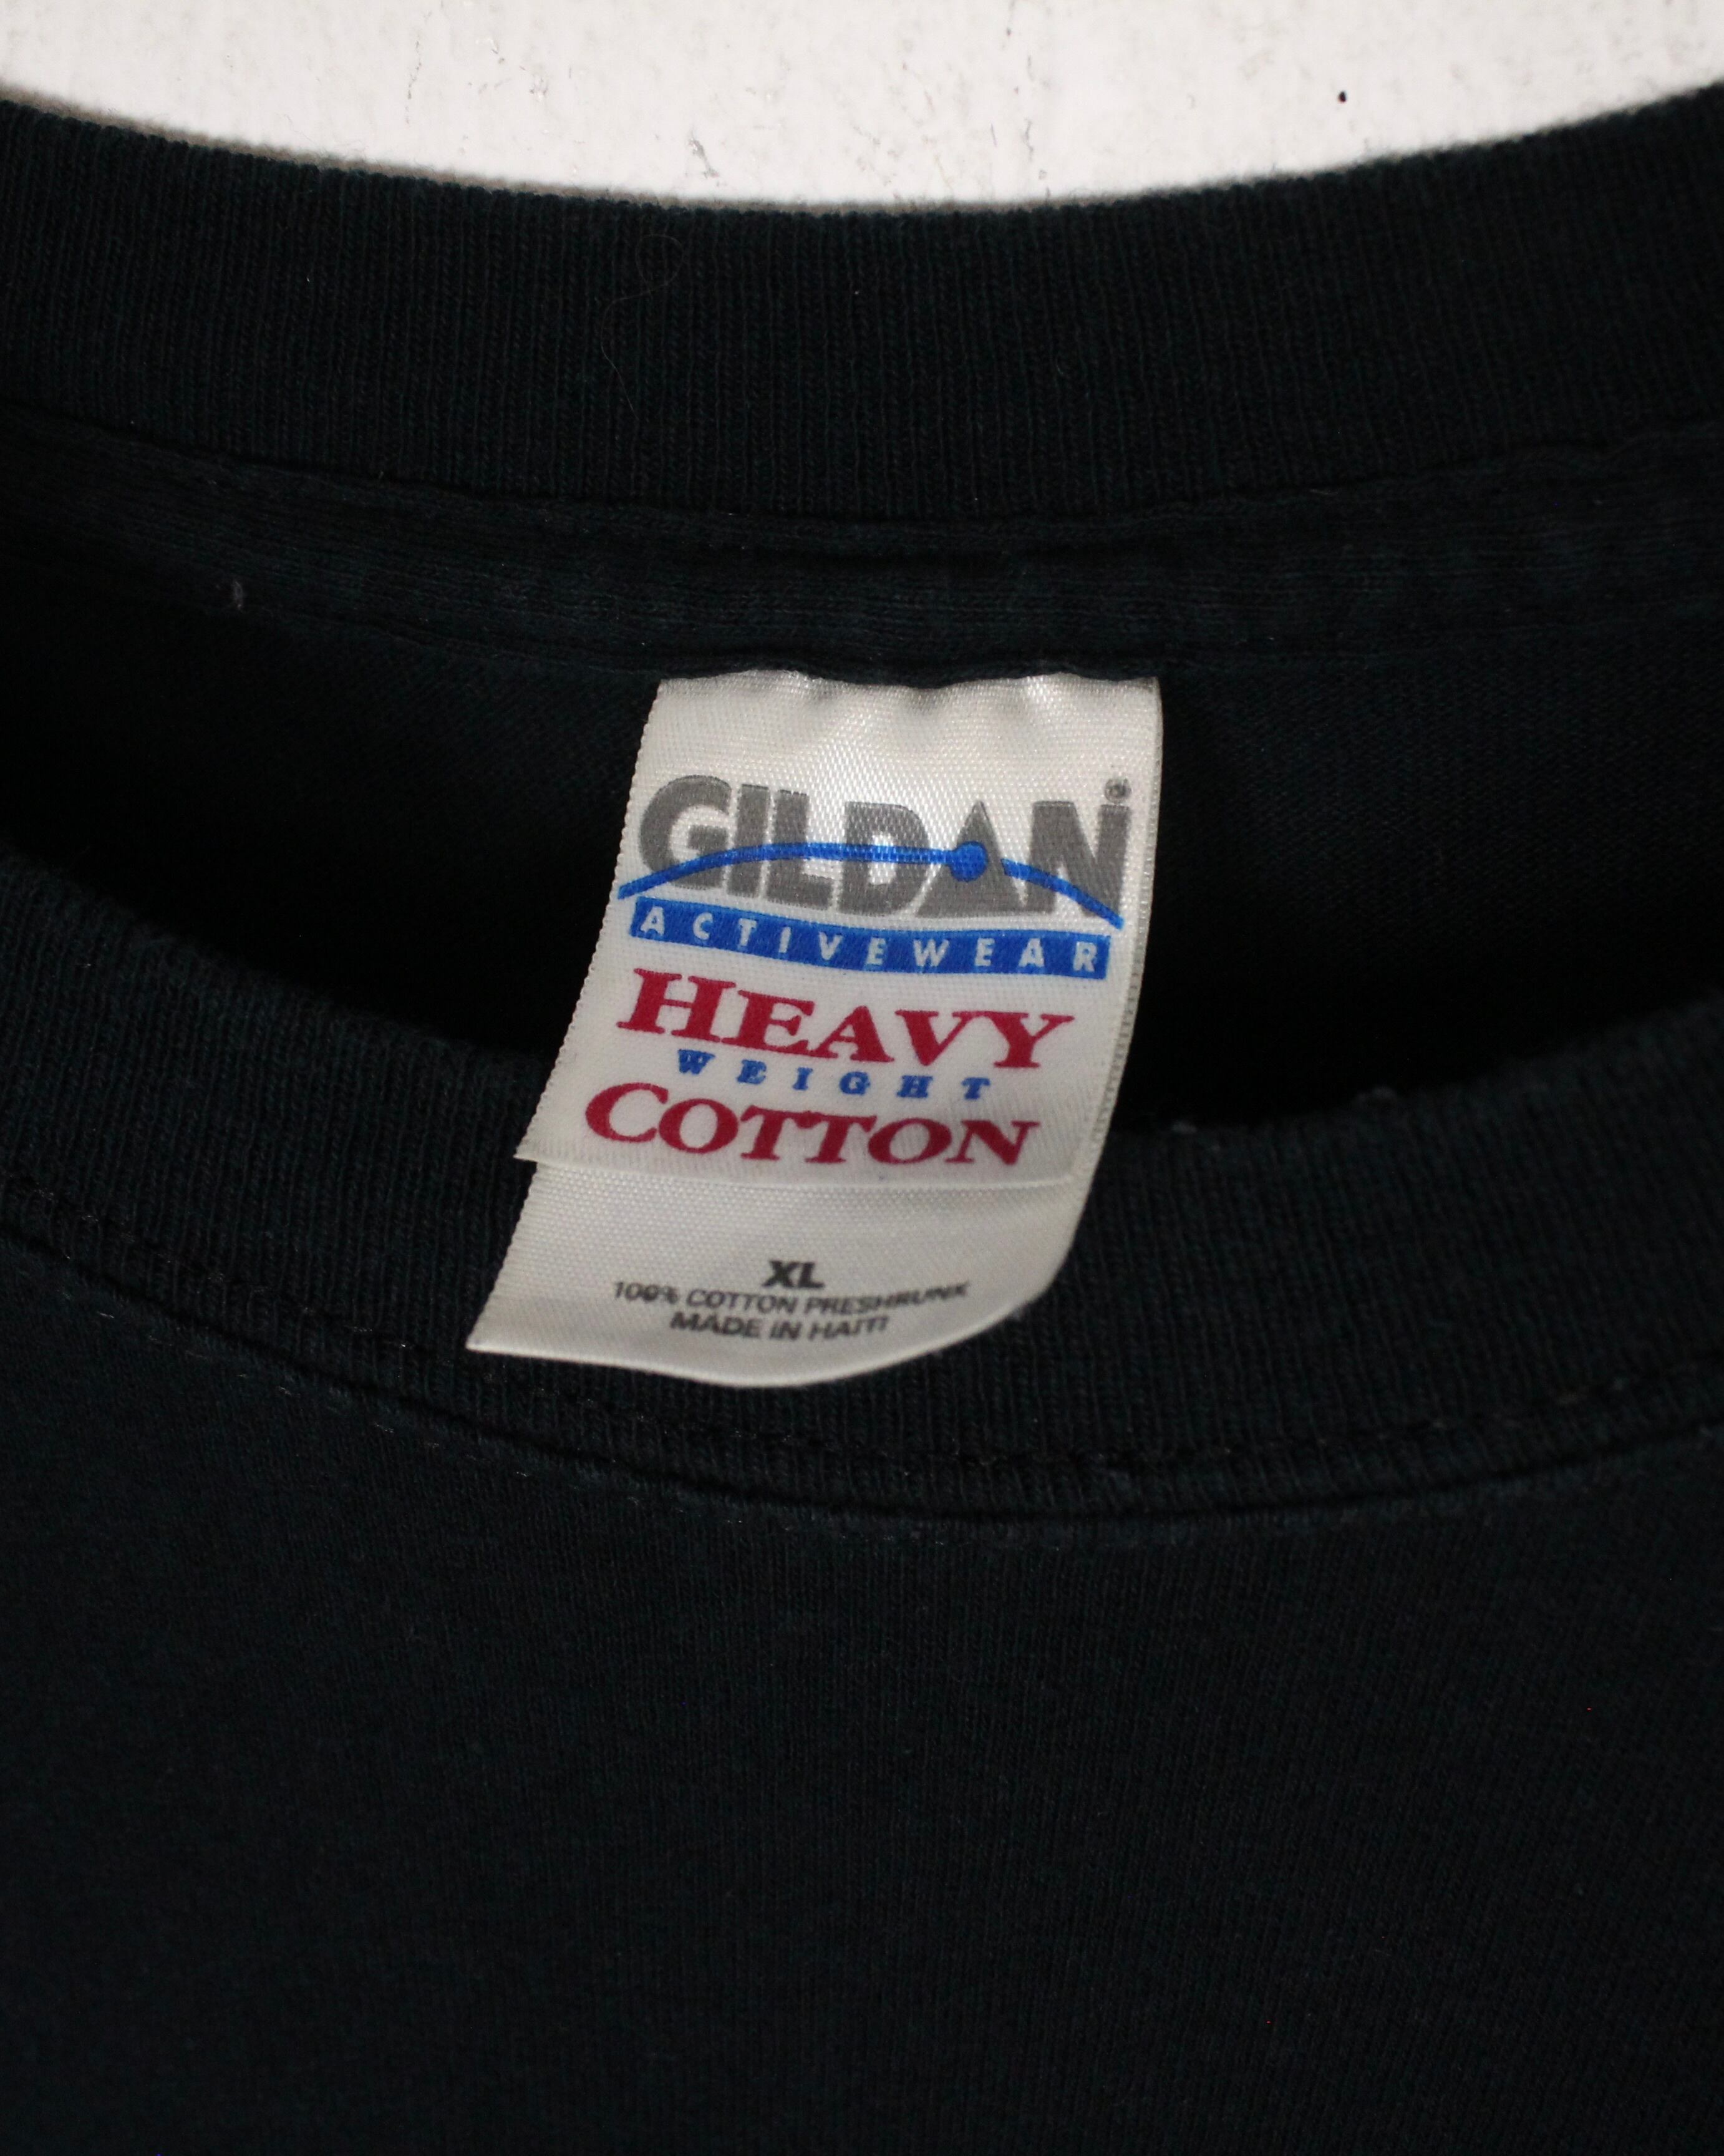 GILDAN®
ACTIVEWEAR
HEAVY
WEIGHT
COTTON
XL
100% COTTON PRESHRUNK
MADE IN HAITI